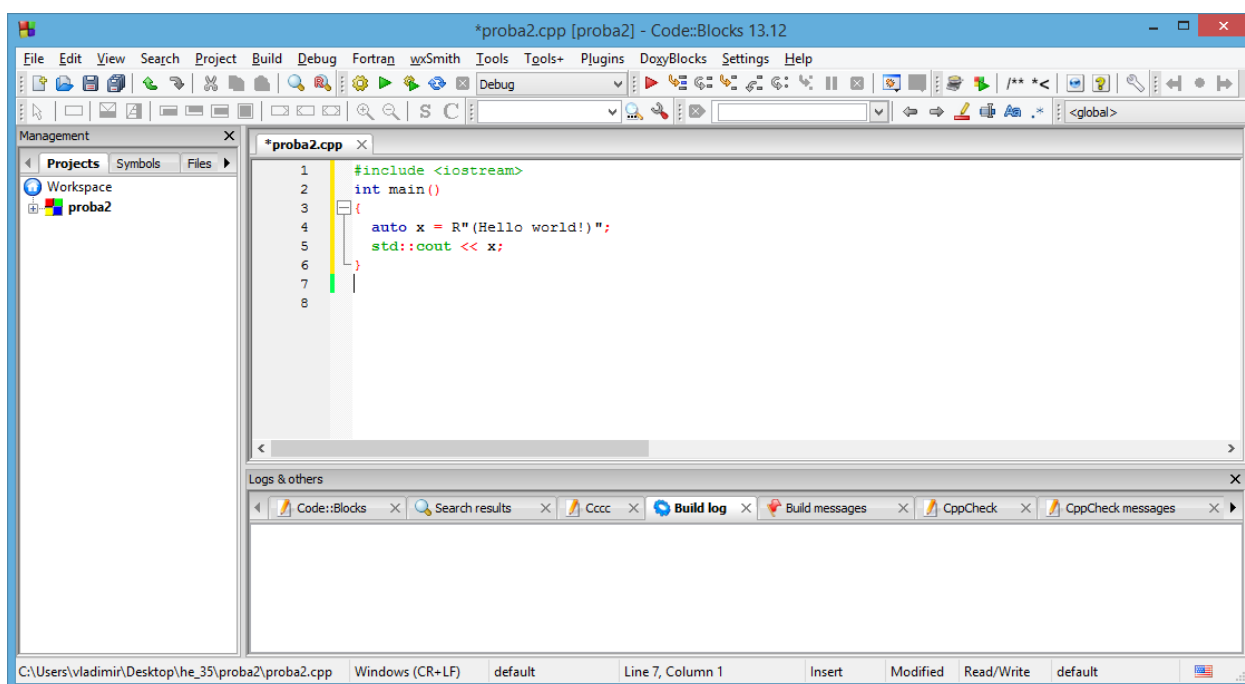 *proba2.cpp [proba2] - Code::Blocks 13.12
File Edit View Search Project Build Debug Fortran wxSmith Tools Tools+ Plugins DoxyBlocks Settings Help
Debug /** *<
S C <global>
Management
Projects Symbols Files
Workspace
proba2
*proba2.cpp
1 #include <iostream>
2 int main()
3 {
4 auto x = R"(Hello world!)";
5 std::cout << x;
6 }
7
8
Logs & others
Code::Blocks Search results Cccc Build log Build messages CppCheck CppCheck messages
C:\Users\vladimir\Desktop\he_35\proba2\proba2.cpp Windows (CR+LF) default Line 7, Column 1 Insert Modified Read/Write default